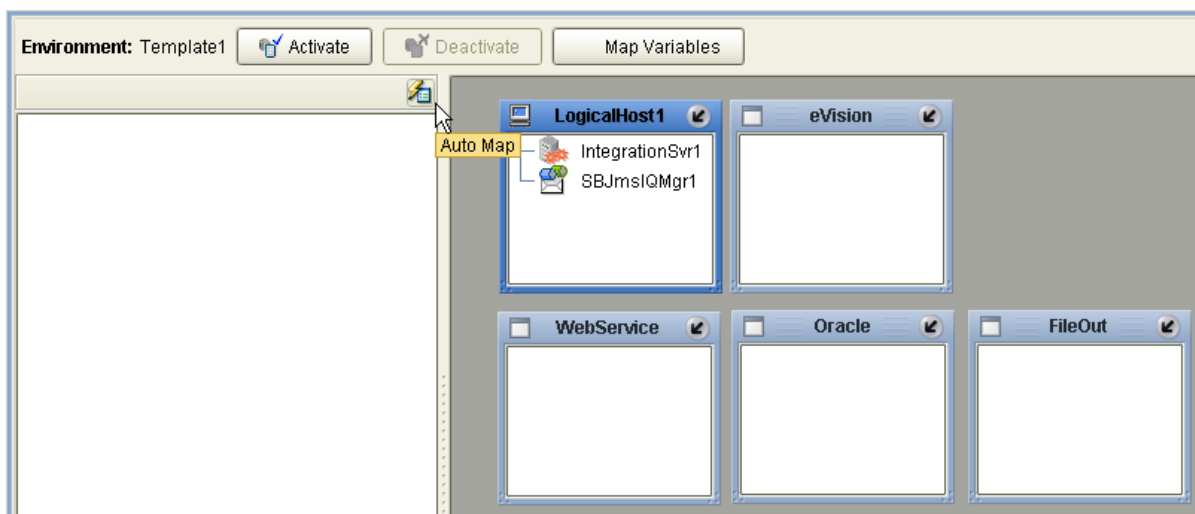 Environment: Template1 Activate Deactivate Map Variables
Auto Map
LogicalHost1 eVision
IntegrationSvr1
SBJmsIQMgr1
WebService Oracle FileOut